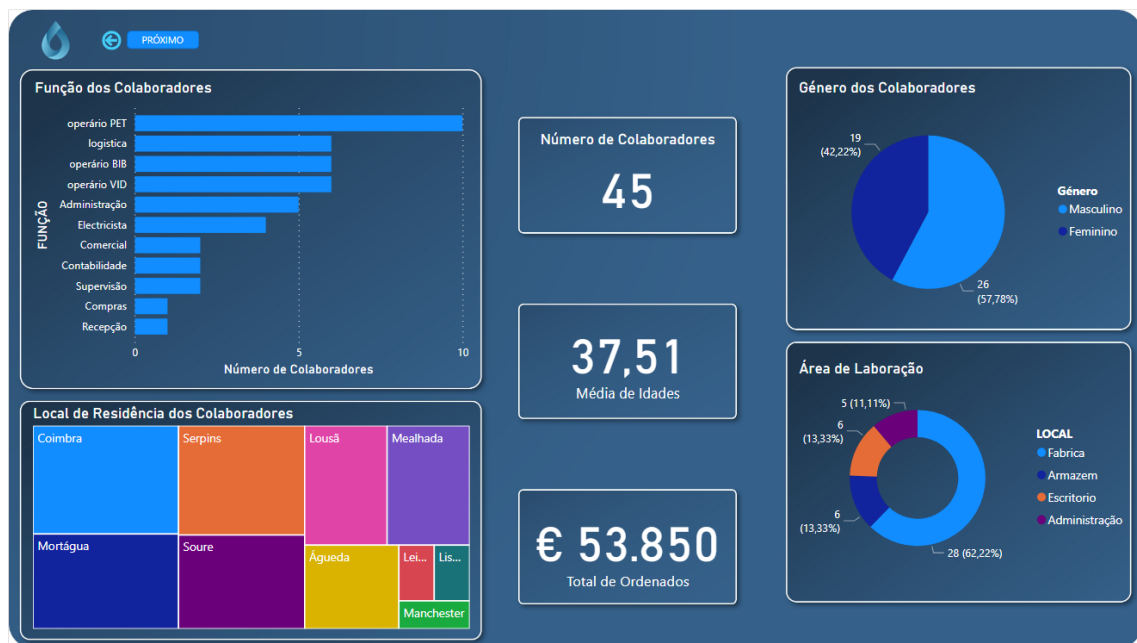 PRÓXIMO
Função dos Colaboradores
FUNÇÃO
operário PET
logistica
operário BIB
operário VID
Administração
Electricista
Comercial
Contabilidade
Supervisão
Compras
Recepção
0
5
10
Número de Colaboradores
Local de Residência dos Colaboradores
Coimbra
Serpins
Lousã
Mealhada
Mortágua
Soure
Águeda
Lei...
Lis...
Manchester
Número de Colaboradores
45
37,51
Média de Idades
€ 53.850
Total de Ordenados
Género dos Colaboradores
19
(42,22%)
26
(57,78%)
Género
Masculino
Feminino
Área de Laboração
5 (11,11%)
6
(13,33%)
6
(13,33%)
28 (62,22%)
LOCAL
Fabrica
Armazem
Escritorio
Administração